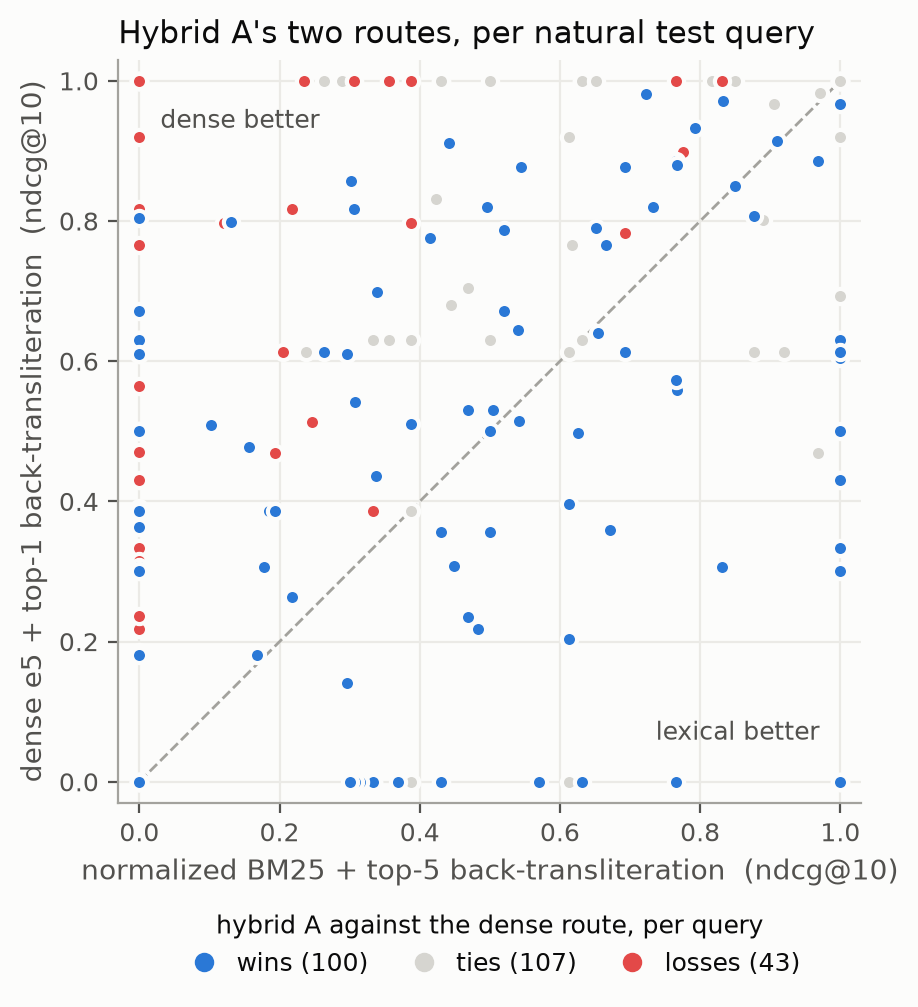 Hybrid A's two routes, per natural test query
dense e5 + top-1 back-transliteration  (ndcg@10)
1.0
0.8
0.6
0.4
0.2
0.0
dense better
lexical better
0.0 0.2 0.4 0.6 0.8 1.0
normalized BM25 + top-5 back-transliteration  (ndcg@10)
hybrid A against the dense route, per query
wins (100) ties (107) losses (43)